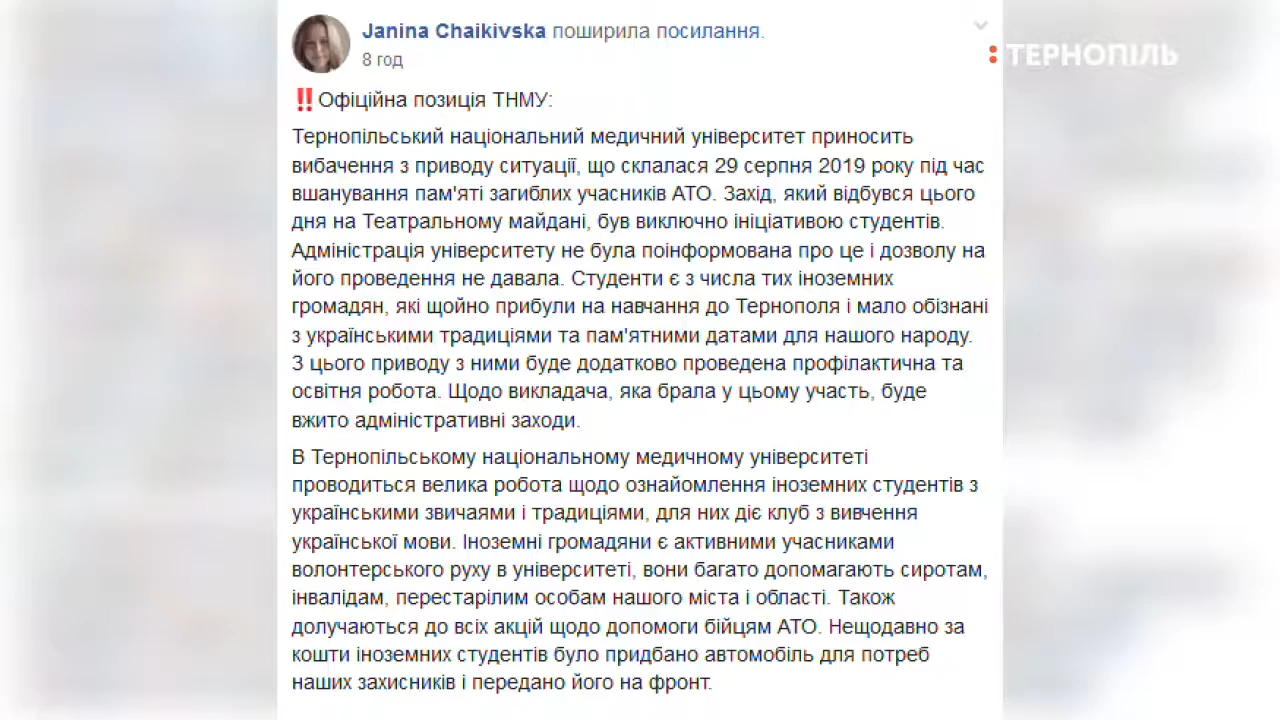 Janina Chaikivska поширила посилання.
8 год
ТЕРНОПІЛЬ
‼Офіційна позиція ТНМУ:
Тернопільський національний медичний університет приносить
вибачення з приводу ситуації, що склалася 29 серпня 2019 року під час
вшанування пам'яті загиблих учасників АТО. Захід, який відбувся цього
дня на Театральному майдані, був виключно ініціативою студентів.
Адміністрація університету не була поінформована про це і дозволу на
його проведення не давала. Студенти є з числа тих іноземних
громадян, які щойно прибули на навчання до Тернополя і мало обізнані
з українськими традиціями та пам'ятними датами для нашого народу.
З цього приводу з ними буде додатково проведена профілактична та
освітня робота. Щодо викладача, яка брала у цьому участь, буде
вжито адміністративні заходи.
В Тернопільському національному медичному університеті
проводиться велика робота щодо ознайомлення іноземних студентів з
українськими звичаями і традиціями, для них діє клуб з вивчення
української мови. Іноземні громадяни є активними учасниками
волонтерського руху в університеті, вони багато допомагають сиротам,
інвалідам, перестарілим особам нашого міста і області. Також
долучаються до всіх акцій щодо допомоги бійцям АТО. Нещодавно за
кошти іноземних студентів було придбано автомобіль для потреб
наших захисників і передано його на фронт.